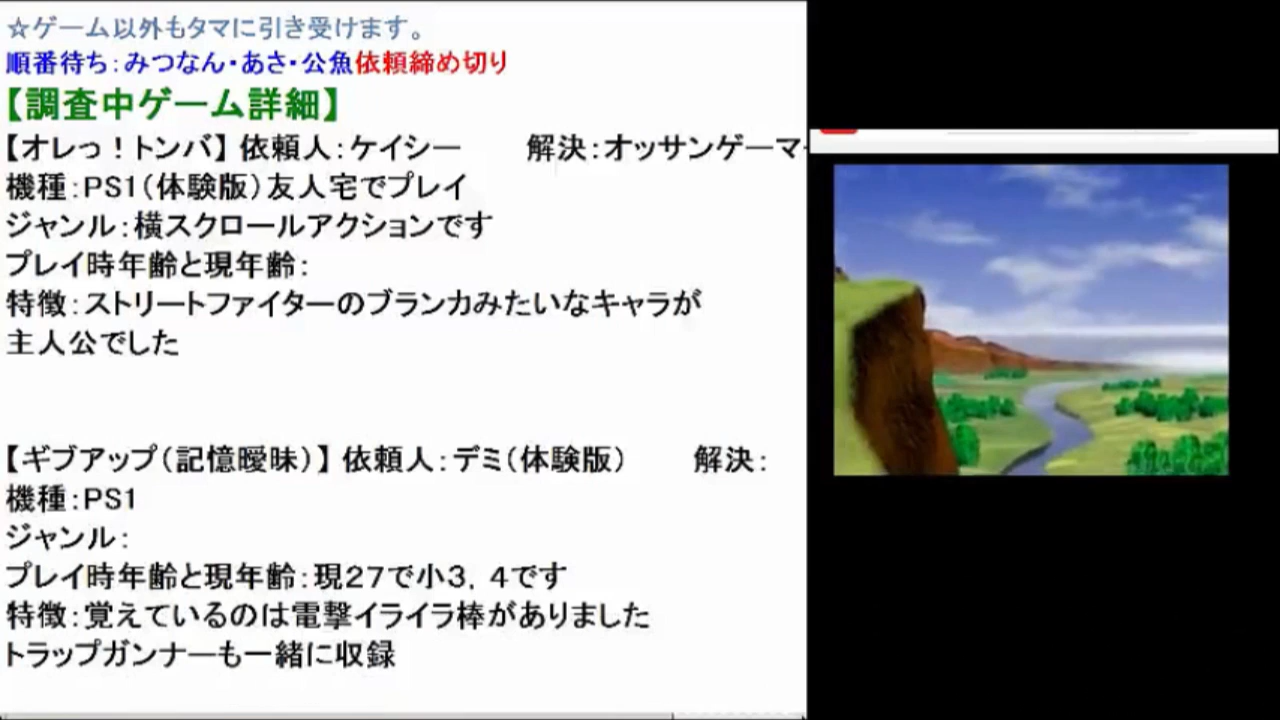 ☆ゲーム以外もタマに引き受けます。
順番待ち：みつなん・あさ・公魚依頼締め切り
【調査中ゲーム詳細】
【オレっ！トンバ】 依頼人：ケイシー 解決：オッサンゲーマー
機種：PS1（体験版）友人宅でプレイ
ジャンル：横スクロールアクションです
プレイ時年齢と現年齢：
特徴：ストリートファイターのブランカみたいなキャラが
主人公でした
【ギブアップ（記憶曖昧）】 依頼人：デミ（体験版） 解決：
機種：PS1
ジャンル：
プレイ時年齢と現年齢：現２７で小３，４です
特徴：覚えているのは電撃イライラ棒がありました
トラップガンナーも一緒に収録